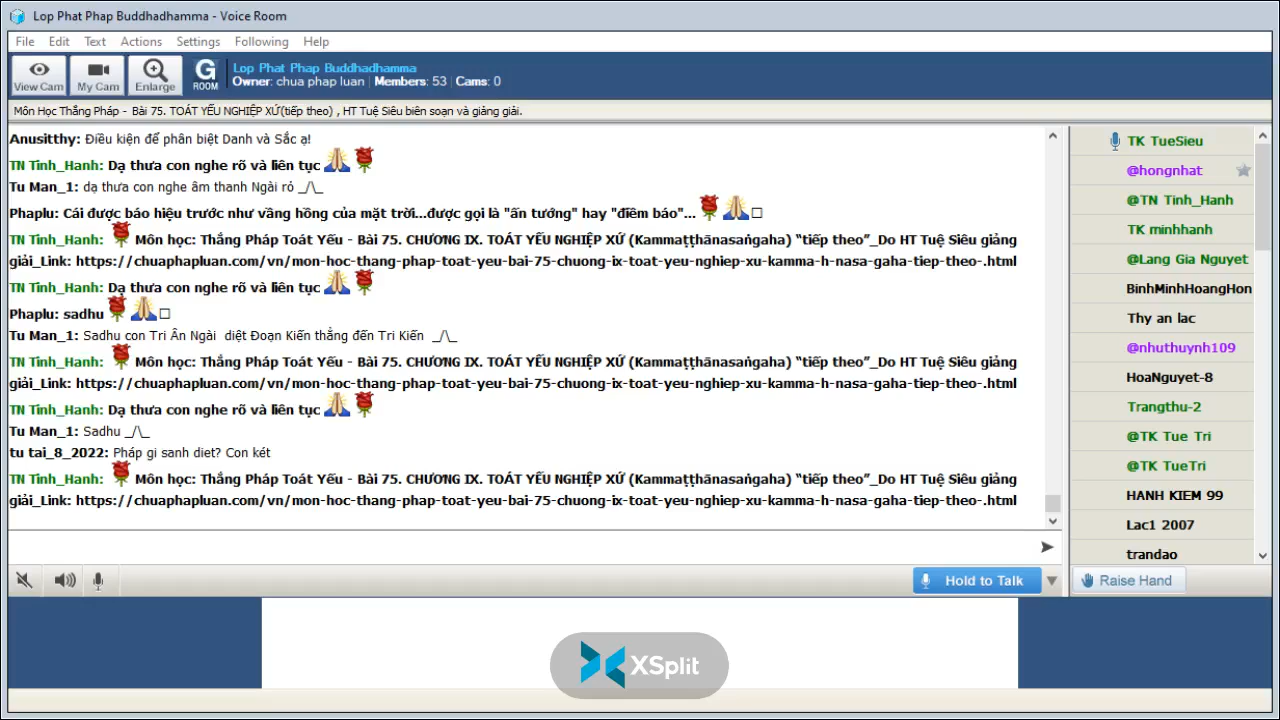 Lop Phat Phap Buddhadhamma - Voice Room
File Edit Text Actions Settings Following Help
View Cam My Cam Enlarge G ROOM
Lop Phat Phap Buddhadhamma
Owner: chua phap luan | Members: 53 | Cams: 0
Môn Học Thắng Pháp - Bài 75. TOÁT YẾU NGHIỆP XỨ(tiếp theo) , HT Tuệ Siêu biên soạn và giảng giải.
Anusitthy: Điều kiện để phân biệt Danh và Sắc ạ!
TN Tinh_Hanh: Dạ thưa con nghe rõ và liên tục
Tu Man_1: dạ thưa con nghe âm thanh Ngài rỏ _/\_
Phaplu: Cái được báo hiệu trước như vầng hồng của mặt trời...được gọi là "ấn tướng" hay "điềm báo"...
TN Tinh_Hanh: Môn học: Thắng Pháp Toát Yếu - Bài 75. CHƯƠNG IX. TOÁT YẾU NGHIỆP XỨ (Kammaṭṭhānasaṅgaha) “tiếp theo”_Do HT Tuệ Siêu giảng
giải_Link: https://chuaphapluan.com/vn/mon-hoc-thang-phap-toat-yeu-bai-75-chuong-ix-toat-yeu-nghiep-xu-kamma-h-nasa-gaha-tiep-theo-.html
TN Tinh_Hanh: Dạ thưa con nghe rõ và liên tục
Phaplu: sadhu
Tu Man_1: Sadhu con Tri Ân Ngài diệt Đoạn Kiến thẳng đến Tri Kiến _/\_
TN Tinh_Hanh: Môn học: Thắng Pháp Toát Yếu - Bài 75. CHƯƠNG IX. TOÁT YẾU NGHIỆP XỨ (Kammaṭṭhānasaṅgaha) “tiếp theo”_Do HT Tuệ Siêu giảng
giải_Link: https://chuaphapluan.com/vn/mon-hoc-thang-phap-toat-yeu-bai-75-chuong-ix-toat-yeu-nghiep-xu-kamma-h-nasa-gaha-tiep-theo-.html
TN Tinh_Hanh: Dạ thưa con nghe rõ và liên tục
Tu Man_1: Sadhu _/\_
tu tai_8_2022: Pháp gi sanh diet? Con két
TN Tinh_Hanh: Môn học: Thắng Pháp Toát Yếu - Bài 75. CHƯƠNG IX. TOÁT YẾU NGHIỆP XỨ (Kammaṭṭhānasaṅgaha) “tiếp theo”_Do HT Tuệ Siêu giảng
giải_Link: https://chuaphapluan.com/vn/mon-hoc-thang-phap-toat-yeu-bai-75-chuong-ix-toat-yeu-nghiep-xu-kamma-h-nasa-gaha-tiep-theo-.html
TK TueSieu
@hongnhat
@TN Tinh_Hanh
TK minhhanh
@Lang Gia Nguyet
BinhMinhHoangHon
Thy an lac
@nhuthuynh109
HoaNguyet-8
Trangthu-2
@TK Tue Tri
@TK TueTri
HANH KIEM 99
Lac1 2007
trandao
Hold to Talk
Raise Hand
XSplit